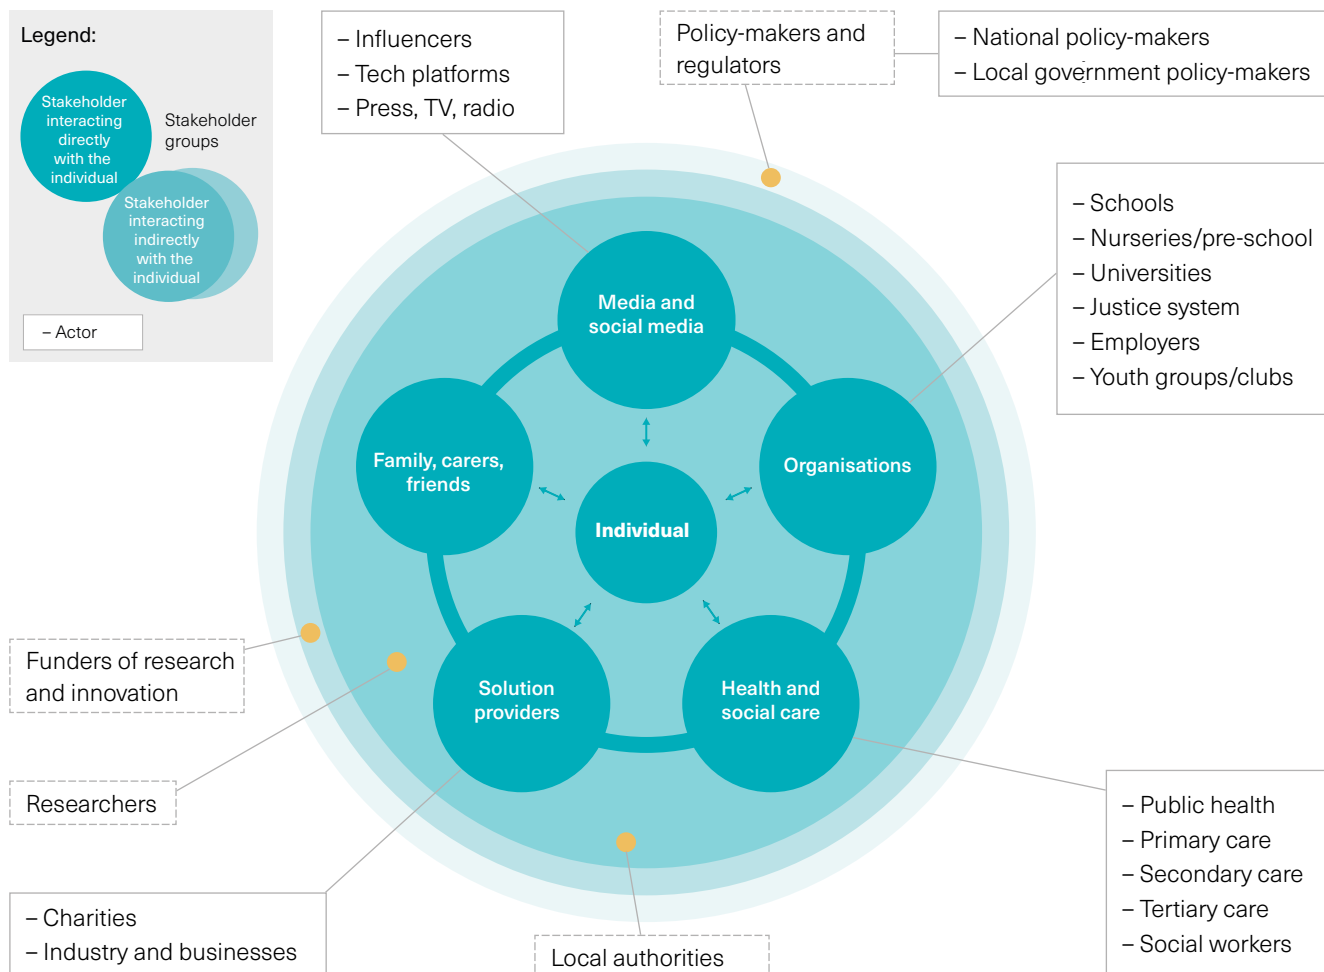 Legend:
Stakeholder
interacting
directly
with the
individual
Stakeholder
groups
Stakeholder
interacting
indirectly
with the
individual
– Actor
– Influencers
– Tech platforms
– Press, TV, radio
Policy-makers and
regulators
– National policy-makers
– Local government policy-makers
– Schools
– Nurseries/pre-school
– Universities
– Justice system
– Employers
– Youth groups/clubs
Media and
social media
Family, carers,
friends
Organisations
Individual
Solution
providers
Health and
social care
Funders of research
and innovation
Researchers
– Charities
– Industry and businesses
Local authorities
– Public health
– Primary care
– Secondary care
– Tertiary care
– Social workers